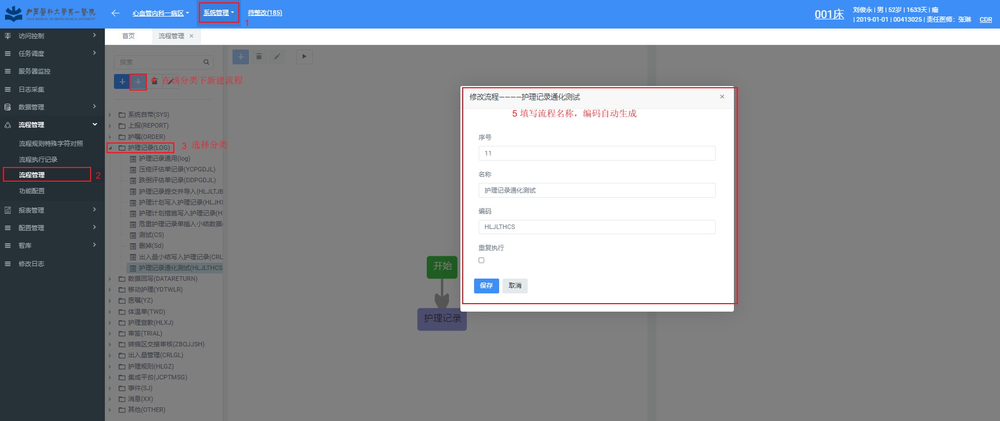 山西醫科大學第一醫院
FIRST HOSPITAL OF SHANXI MEDICAL UNIVERSITY
心血管内科一病区
系统管理
待整改(185)
1
001床
刘俊永 | 男 | 52岁 | 1633天 | 瘤
| 2019-01-01 | 00413025 | 责任医师：张琳
CDR
访问控制
任务调度
服务器监控
日志采集
数据管理
流程管理
流程规则特殊字符对照
流程执行记录
流程管理
2
功能配置
报表管理
配置管理
智库
修改日志
首页
流程管理 ×
搜索
4 在该分类下新建流程
系统自带(SYS)
上报(REPORT)
护嘱(ORDER)
护理记录(LOG)
3 选择分类
护理记录通用(log)
压疮评估单记录(YCPGDJL)
跌倒评估单记录(DDPGDJL)
护理记录提交并导入(HLJLTJB
护理计划写入护理记录(HLJHX
护理计划措施写入护理记录(H
危重护理记录单插入小结数据(
测试(CS)
删掉(Sd)
出入量小结写入护理记录(CRL
护理记录通化测试(HLJLTHCS
数据回写(DATARETURN)
移动护理(YDTWLR)
医嘱(YZ)
体温单(TWD)
护理宣教(HLXJ)
审签(TRIAL)
转病区交接审核(ZBQJJSH)
出入量管理(CRLGL)
护理规则(HLGZ)
集成平台(JCPTMSG)
事件(SJ)
消息(XX)
其他(OTHER)
开始
护理记录
修改流程————护理记录通化测试
×
5 填写流程名称，编码自动生成
序号
11
名称
护理记录通化测试
编码
HLJLTHCS
重复执行
保存
取消